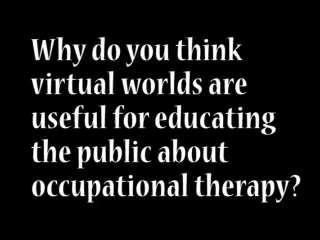 Why do you think
virtual worlds are
useful for educating
the public about
occupational therapy?